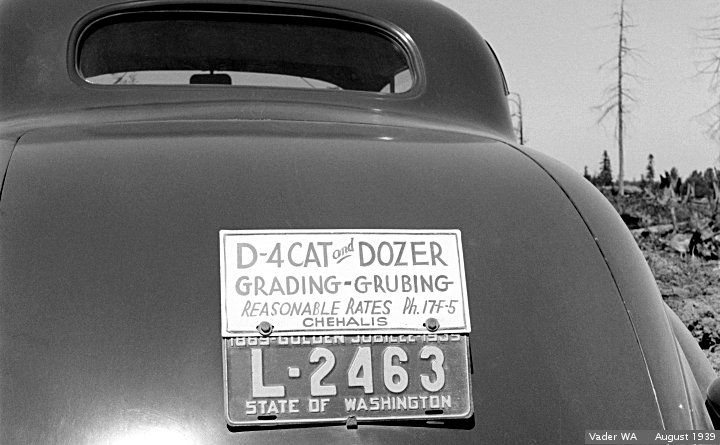 D-4 CAT and DOZER
GRADING-GRUBING
REASONABLE RATES Ph. 17-F-5
CHEHALIS
1889-GOLDEN JUBILEE-1939
L-2463
STATE OF WASHINGTON
Vader WA August 1939